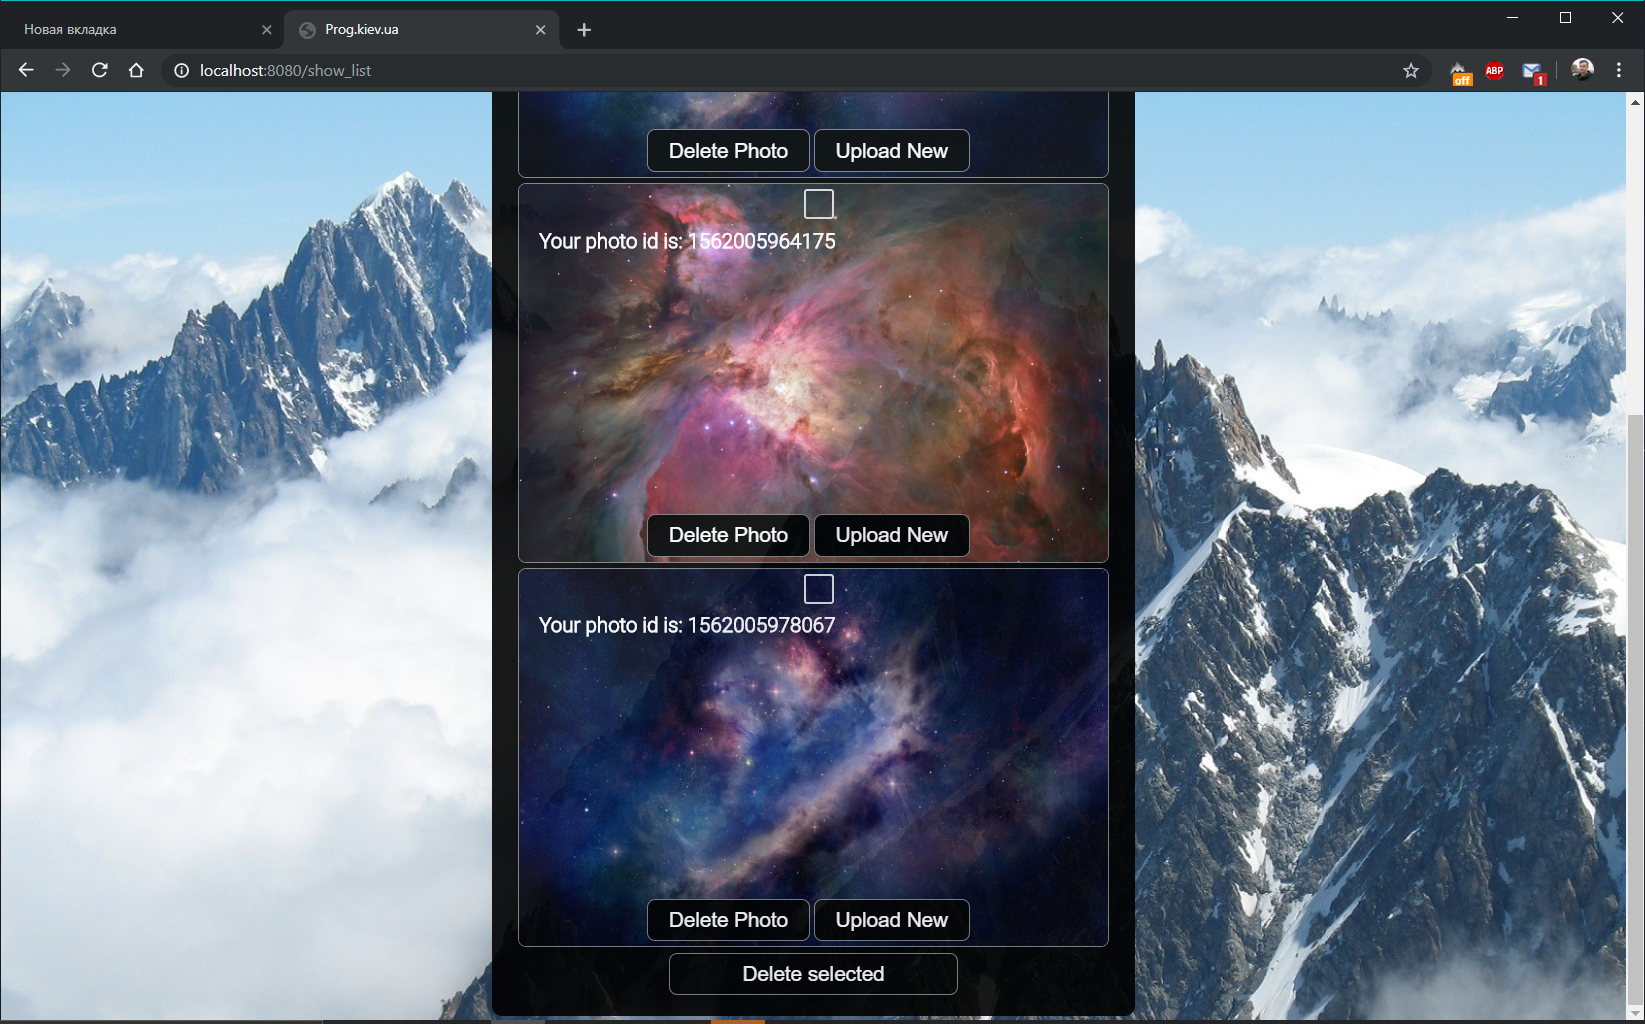 Новая вкладка
Prog.kiev.ua
localhost:8080/show_list
off
ABP
1
Delete Photo
Upload New
Your photo id is: 1562005964175
Delete Photo
Upload New
Your photo id is: 1562005978067
Delete Photo
Upload New
Delete selected